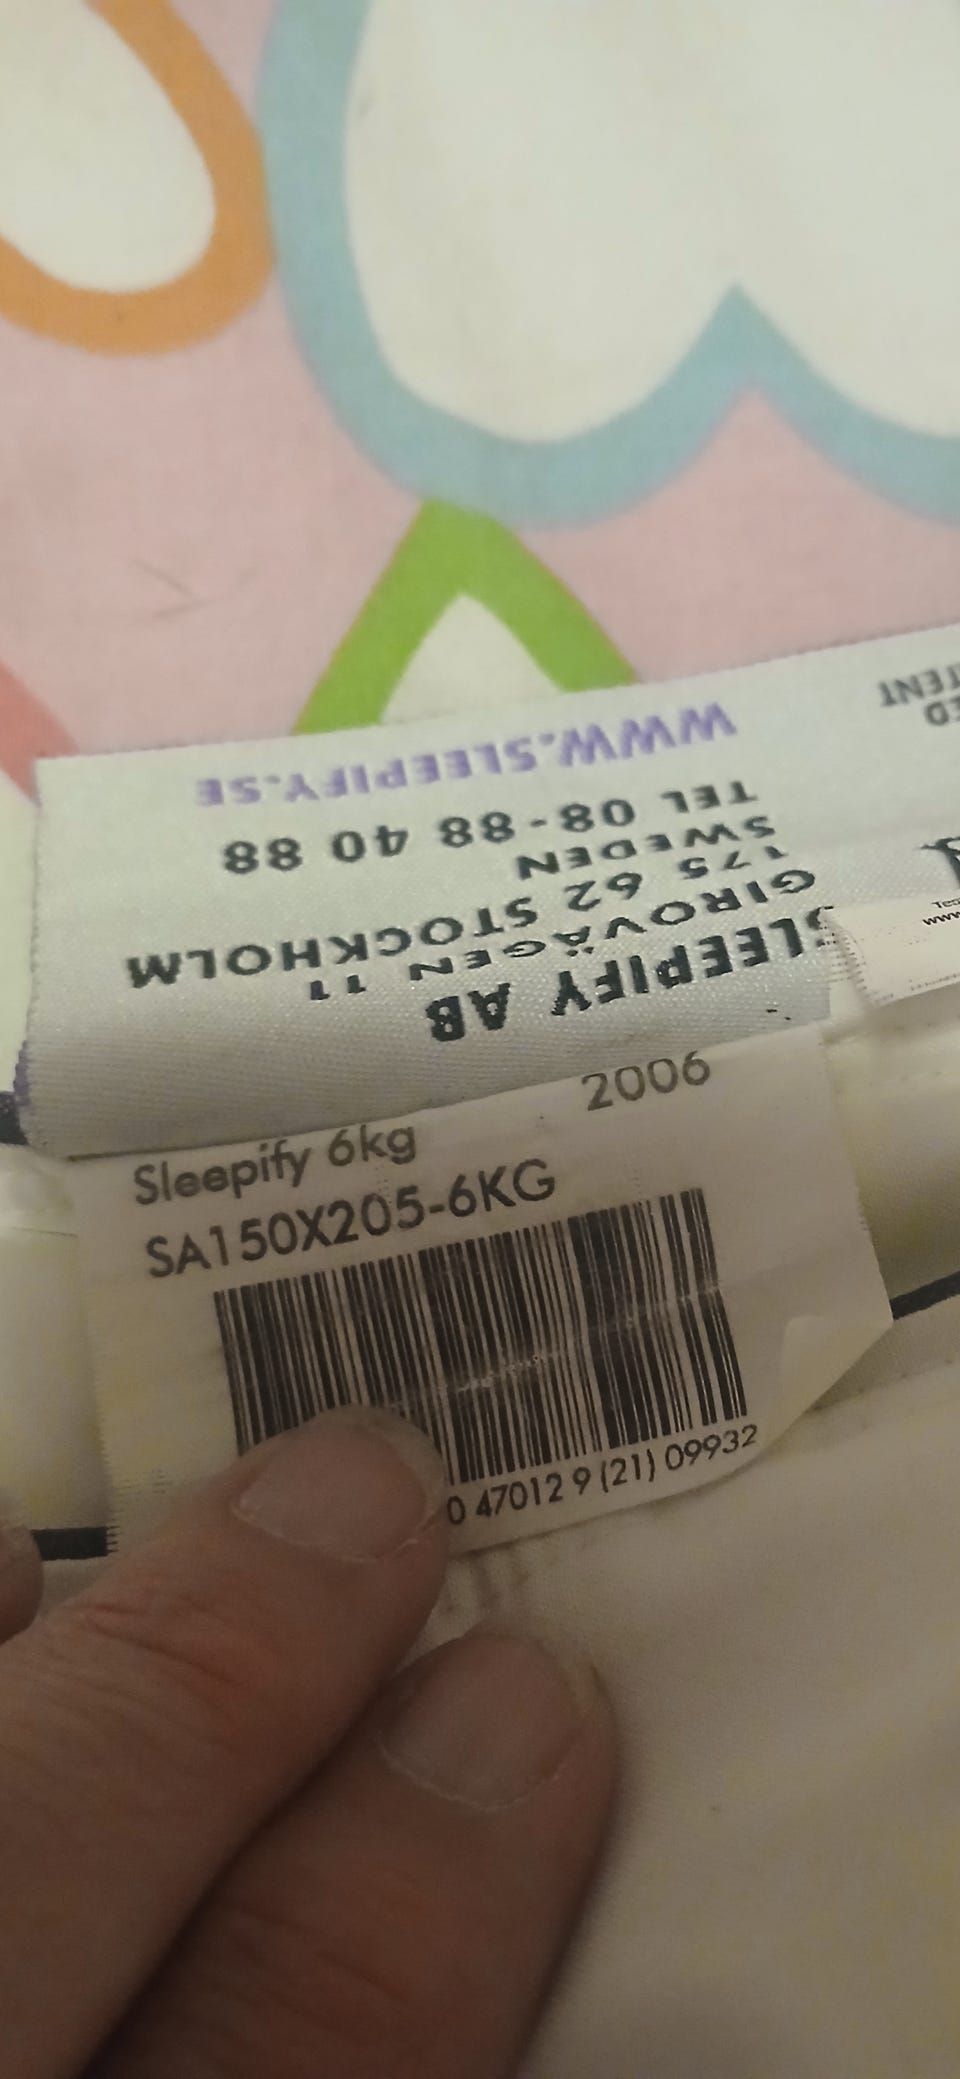 SLEEPIFY AB
GIROVÄGEN 11
175 62 STOCKHOLM
SWEDEN
TEL 08-88 40 88
WWW.SLEEPIFY.SE
2006
Sleepify 6kg
SA150X205-6KG
0 47012 9 (21) 09932